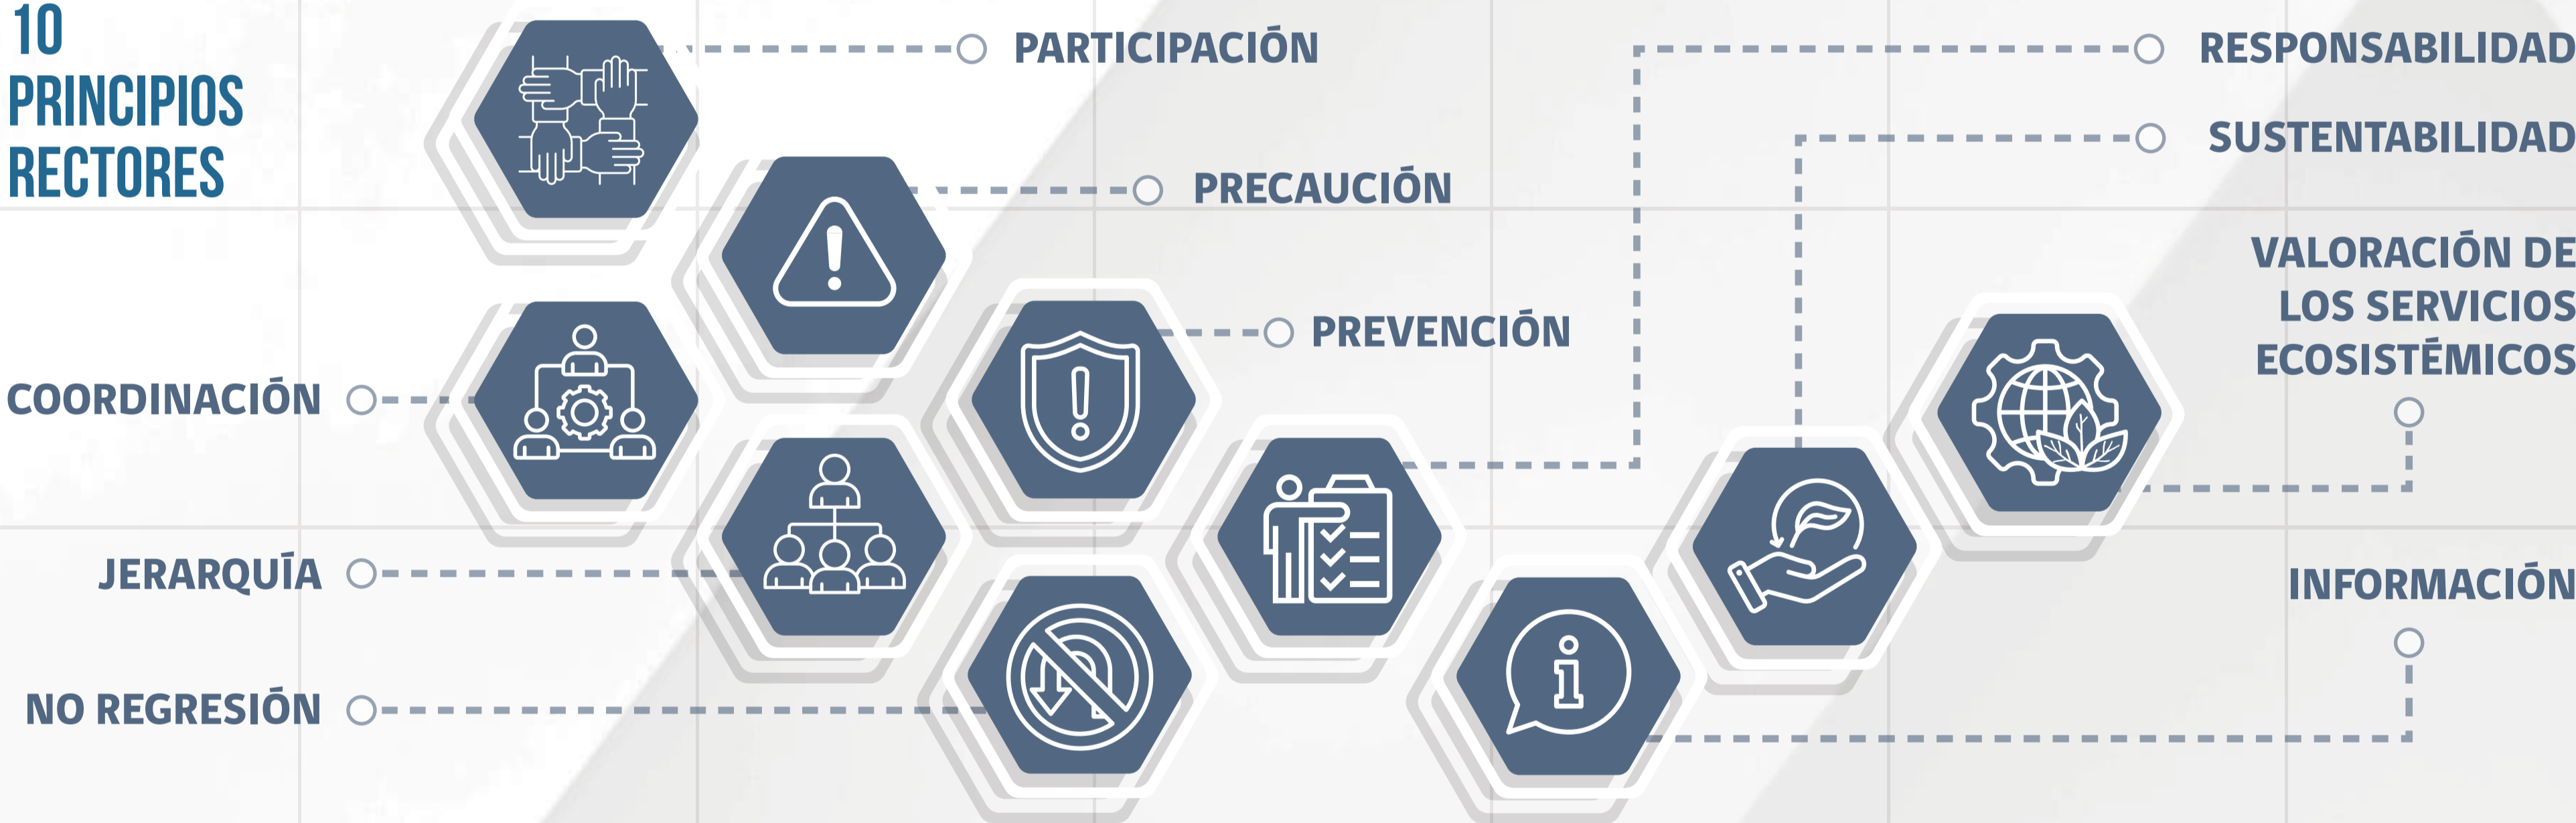 10
PRINCIPIOS
RECTORES
PARTICIPACIÓN
PRECAUCIÓN
PREVENCIÓN
COORDINACIÓN
JERARQUÍA
NO REGRESIÓN
RESPONSABILIDAD
SUSTENTABILIDAD
VALORACIÓN DE
LOS SERVICIOS
ECOSISTÉMICOS
INFORMACIÓN